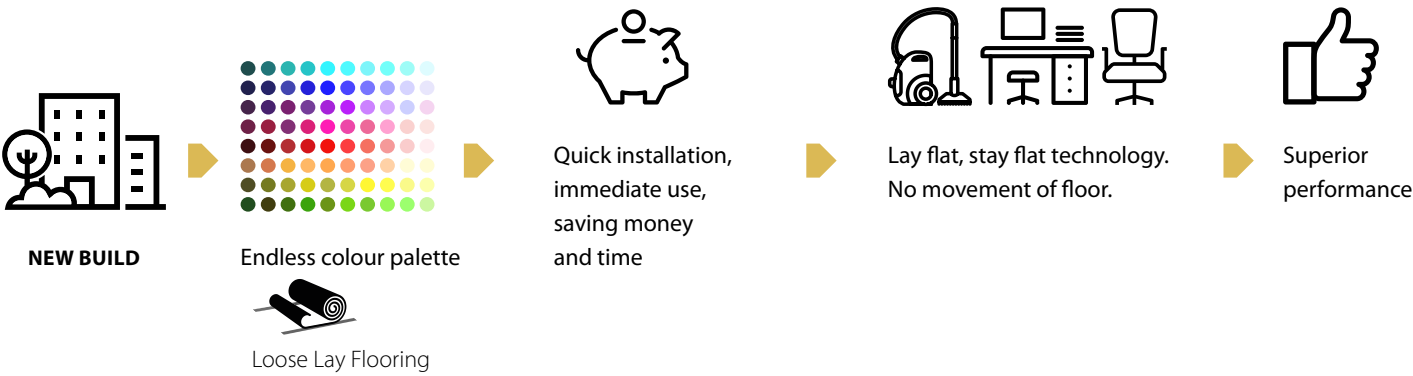 NEW BUILD
Endless colour palette
Loose Lay Flooring
Quick installation,
immediate use,
saving money
and time
Lay flat, stay flat technology.
No movement of floor.
Superior
performance